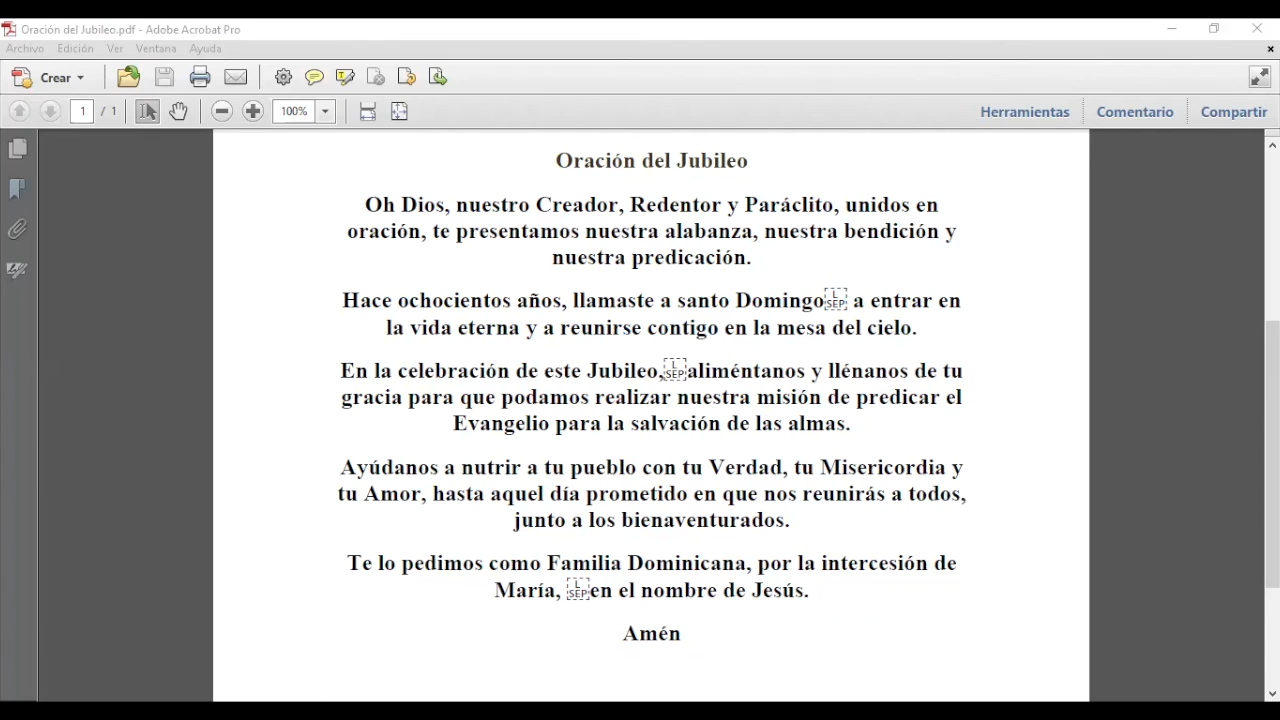 Oración del Jubileo.pdf - Adobe Acrobat Pro
Archivo Edición Ver Ventana Ayuda
Crear
1 / 1 100% Herramientas Comentario Compartir
Oración del Jubileo
Oh Dios, nuestro Creador, Redentor y Paráclito, unidos en
oración, te presentamos nuestra alabanza, nuestra bendición y
nuestra predicación.
Hace ochocientos años, llamaste a santo Domingo L SEP a entrar en
la vida eterna y a reunirse contigo en la mesa del cielo.
En la celebración de este Jubileo, L SEP aliméntanos y llénanos de tu
gracia para que podamos realizar nuestra misión de predicar el
Evangelio para la salvación de las almas.
Ayúdanos a nutrir a tu pueblo con tu Verdad, tu Misericordia y
tu Amor, hasta aquel día prometido en que nos reunirás a todos,
junto a los bienaventurados.
Te lo pedimos como Familia Dominicana, por la intercesión de
María, L SEP en el nombre de Jesús.
Amén